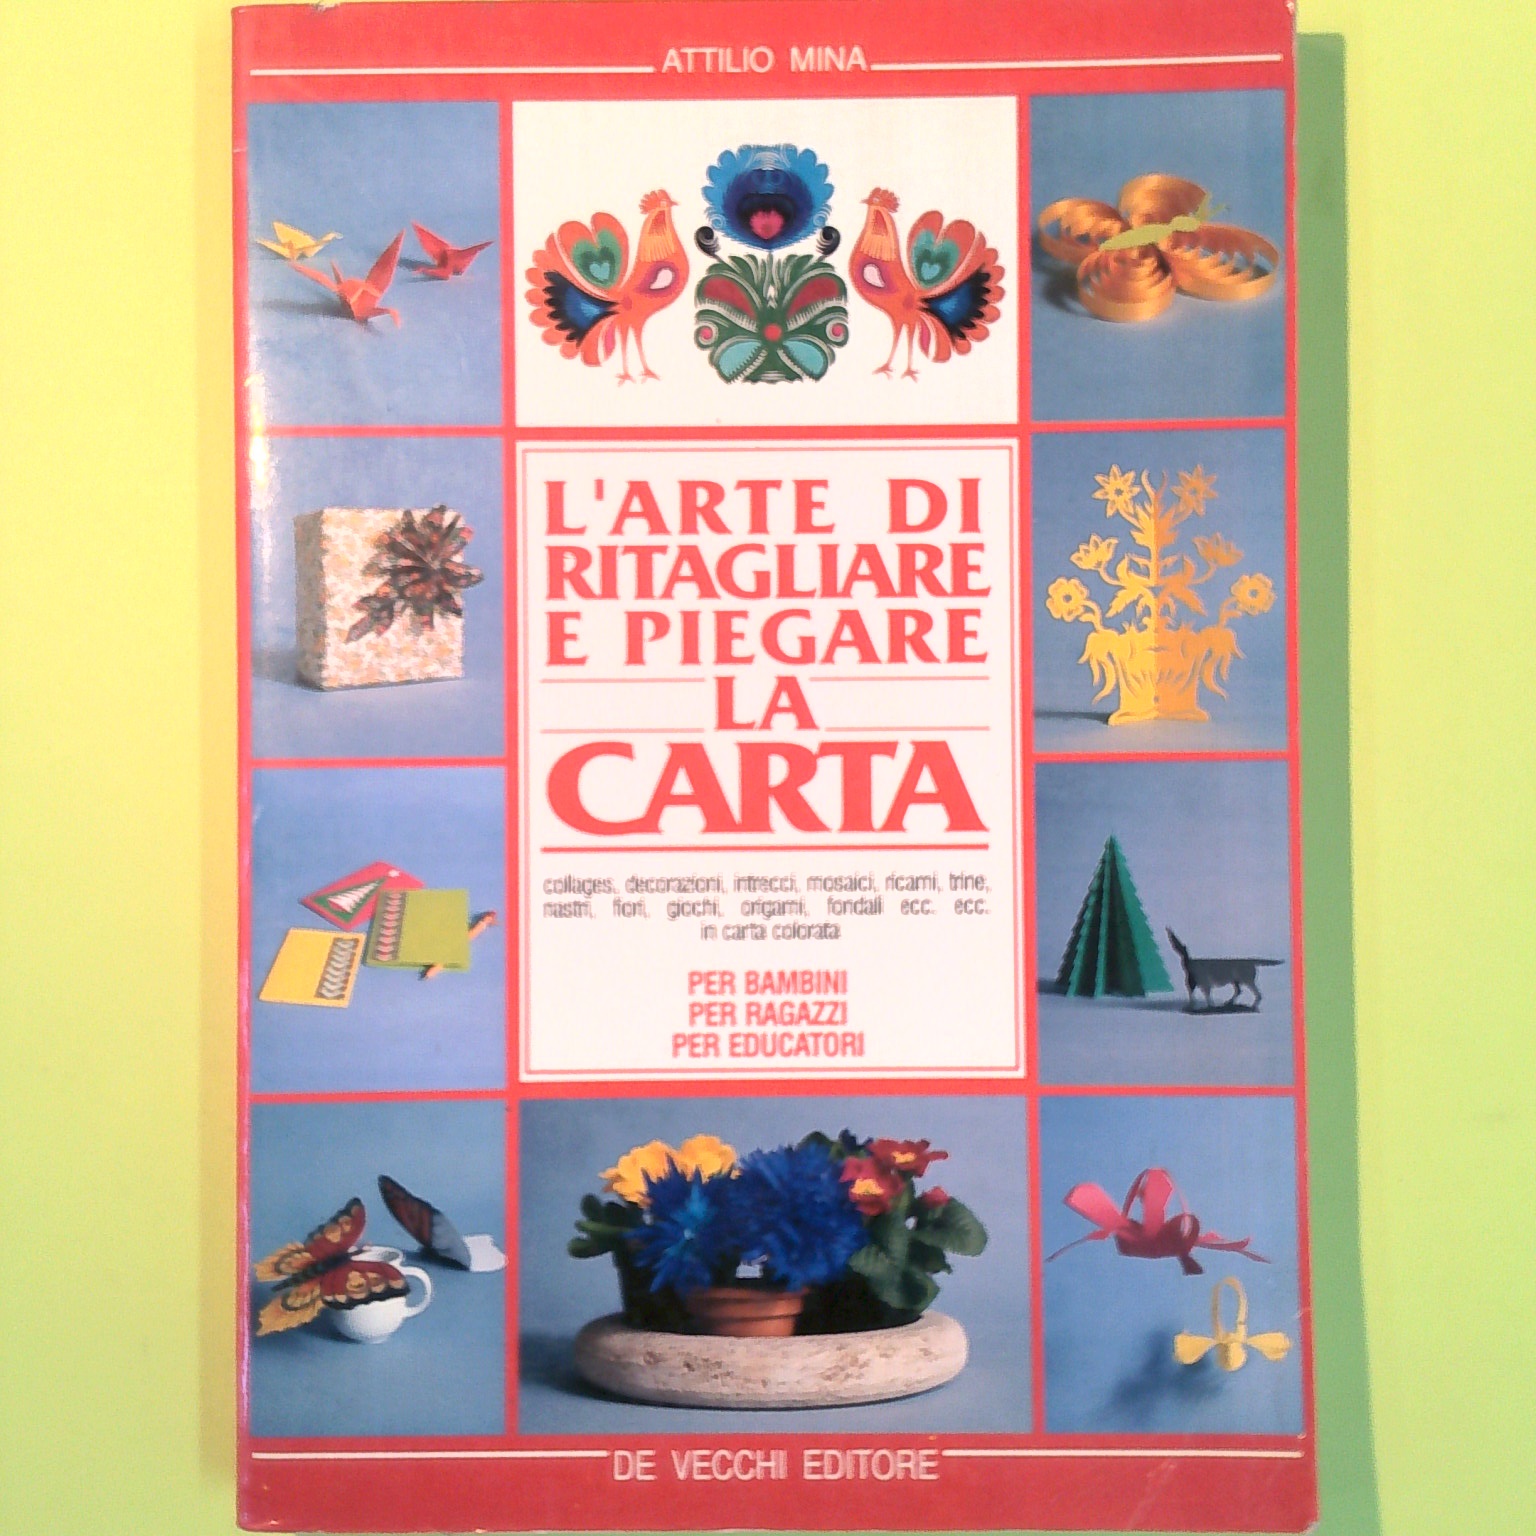 ATTILIO MINA
L'ARTE DI
RITAGLIARE
E PIEGARE
LA
CARTA
collages, decorazioni, intrecci, mosaici, ricami, trine,
nastri, fiori, giochi, origami, fondali ecc. ecc.
in carta colorata
PER BAMBINI
PER RAGAZZI
PER EDUCATORI
DE VECCHI EDITORE